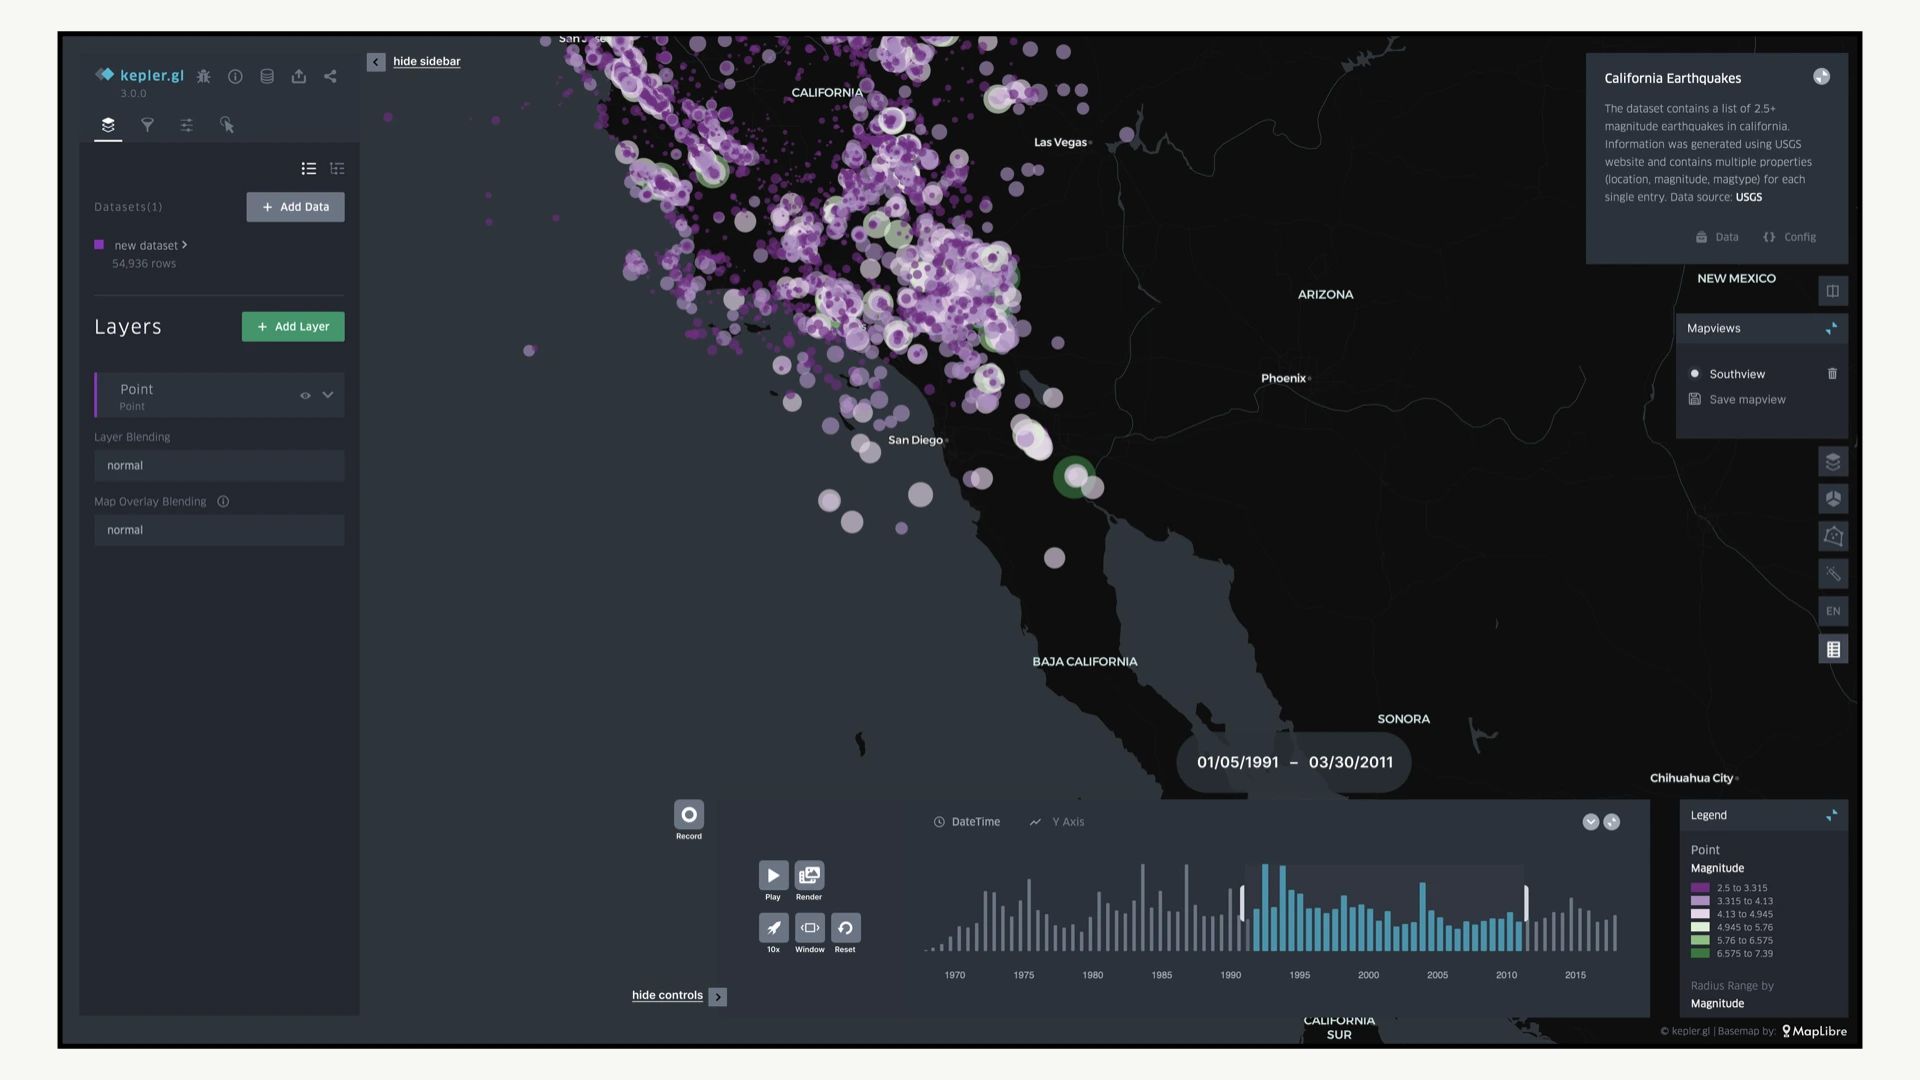 kepler.gl
3.0.0
hide sidebar
Datasets(1)
+ Add Data
new dataset
54,936 rows
Layers
+ Add Layer
Point
Point
Layer Blending
normal
Map Overlay Blending
normal
CALIFORNIA
Las Vegas
ARIZONA
Phoenix
NEW MEXICO
San Diego
BAJA CALIFORNIA
SONORA
Chihuahua City
CALIFORNIA
SUR
California Earthquakes
The dataset contains a list of 2.5+
magnitude earthquakes in california.
Information was generated using USGS
website and contains multiple properties
(location, magnitude, magtype) for each
single entry. Data source: USGS
Data
Config
Mapviews
Southview
Save mapview
EN
01/05/1991 – 03/30/2011
Record
DateTime
Y Axis
Play
Render
10x
Window
Reset
1970 1975 1980 1985 1990 1995 2000 2005 2010 2015
hide controls
Legend
Point
Magnitude
2.5 to 3.315
3.315 to 4.13
4.13 to 4.945
4.945 to 5.76
5.76 to 6.575
6.575 to 7.39
Radius Range by
Magnitude
© kepler.gl | Basemap by: MapLibre